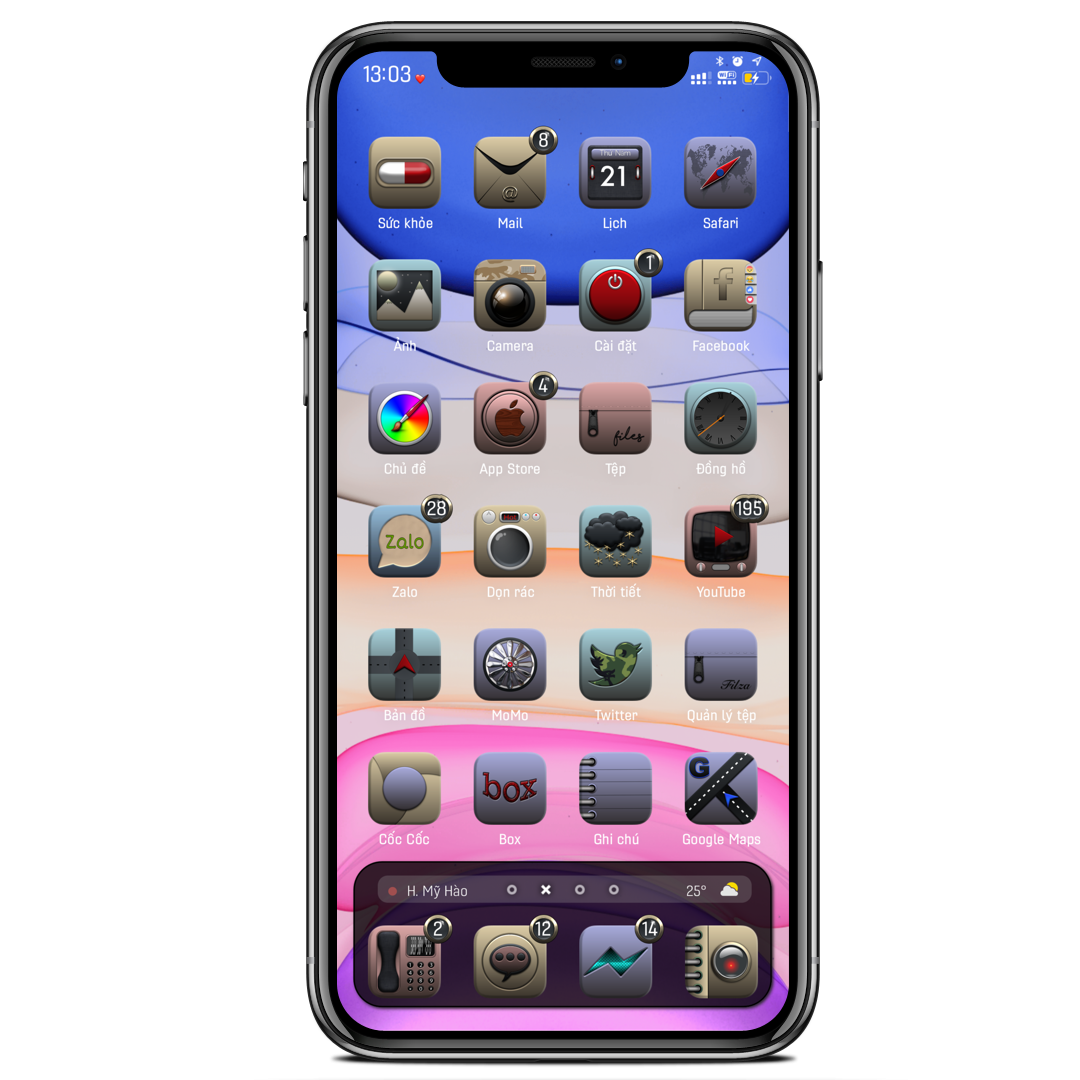 13:03
WiFi
8
Thứ Năm
21
@
Sức khỏe Mail Lịch Safari
1
f
Ảnh Camera Cài đặt Facebook
4
files
Chủ đề App Store Tệp Đồng hồ
28 195
Zalo
Zalo Dọn rác Thời tiết YouTube
Filza
Bản đồ MoMo Twitter Quản lý tệp
G
box
Cốc Cốc Box Ghi chú Google Maps
H. Mỹ Hào 25°
2 12 14